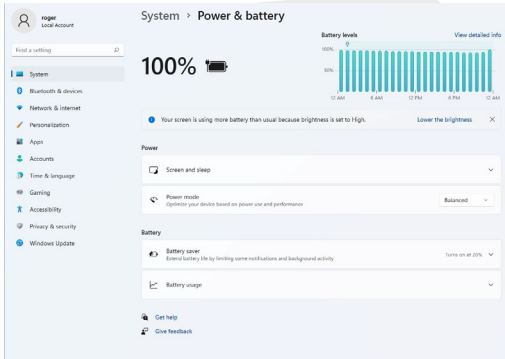 roger
Local Account
Find a setting
System
Bluetooth & devices
Network & internet
Personalization
Apps
Accounts
Time & language
Gaming
Accessibility
Privacy & security
Windows Update
System > Power & battery
Battery levels
View detailed info
100%
100%
50%
12 AM 6 AM 12 PM 6 PM 12 AM
Your screen is using more battery than usual because brightness is set to High.
Lower the brightness
Power
Screen and sleep
Power mode
Optimize your device based on power use and performance
Balanced
Battery
Battery saver
Extend battery life by limiting some notifications and background activity.
Turns on at 20%
Battery usage
Get help
Give feedback